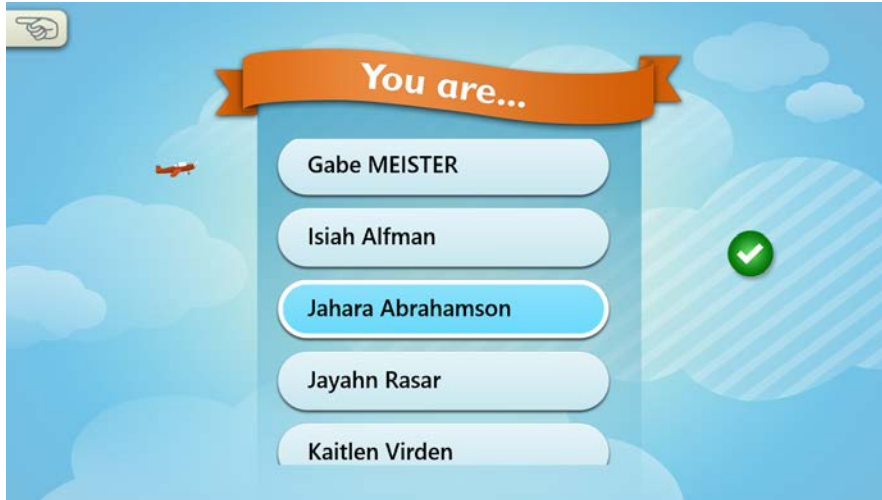 You are...
Gabe MEISTER
Isiah Alfman
Jahara Abrahamson
Jayahn Rasar
Kaitlen Virden